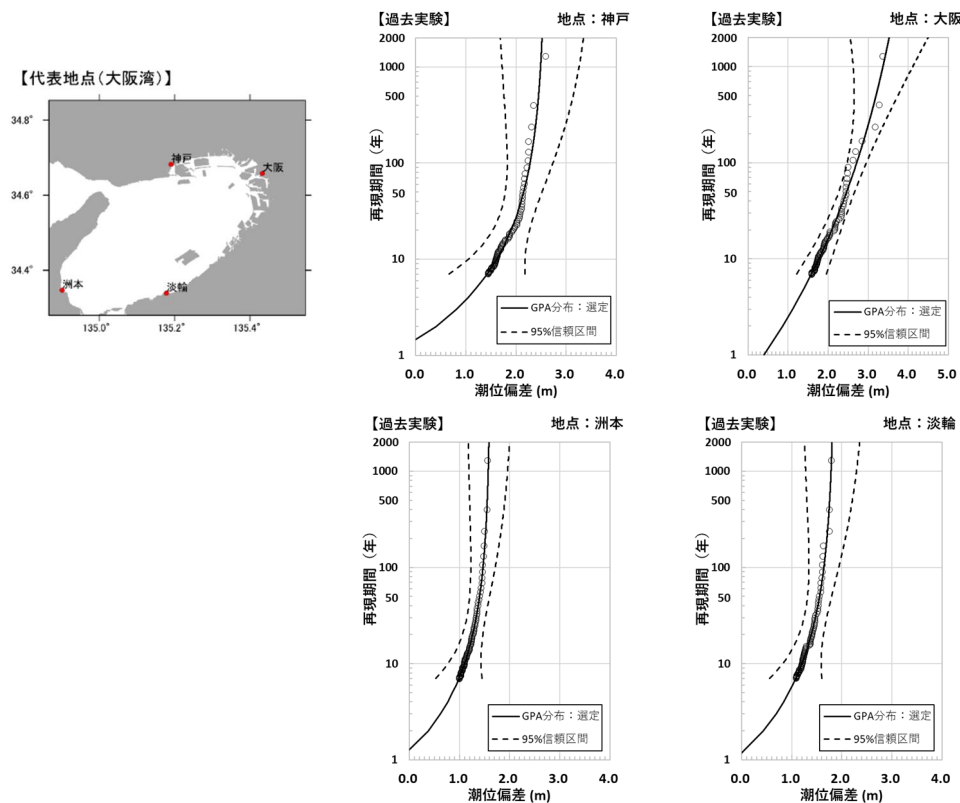 【代表地点(大阪湾)】
34.8°
34.6°
34.4°
135.0°
135.2°
135.4°
神戸
大阪
洲本
淡輪
【過去実験】 地点：神戸
再現期間（年）
2000
1000
500
100
50
10
1
0.0 1.0 2.0 3.0 4.0
潮位偏差 (m)
GPA分布：選定
95%信頼区間
【過去実験】 地点：大阪
再現期間（年）
2000
1000
500
100
50
10
1
0.0 1.0 2.0 3.0 4.0 5.0
潮位偏差 (m)
GPA分布：選定
95%信頼区間
【過去実験】 地点：洲本
再現期間（年）
2000
1000
500
100
50
10
1
0.0 1.0 2.0 3.0 4.0
潮位偏差 (m)
GPA分布：選定
95%信頼区間
【過去実験】 地点：淡輪
再現期間（年）
2000
1000
500
100
50
10
1
0.0 1.0 2.0 3.0 4.0
潮位偏差 (m)
GPA分布：選定
95%信頼区間